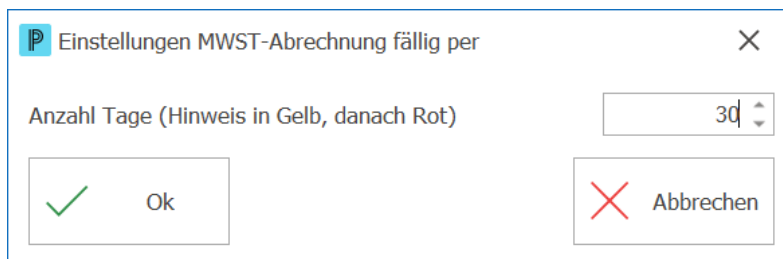 P Einstellungen MWST-Abrechnung fällig per
Anzahl Tage (Hinweis in Gelb, danach Rot) 30
Ok Abbrechen